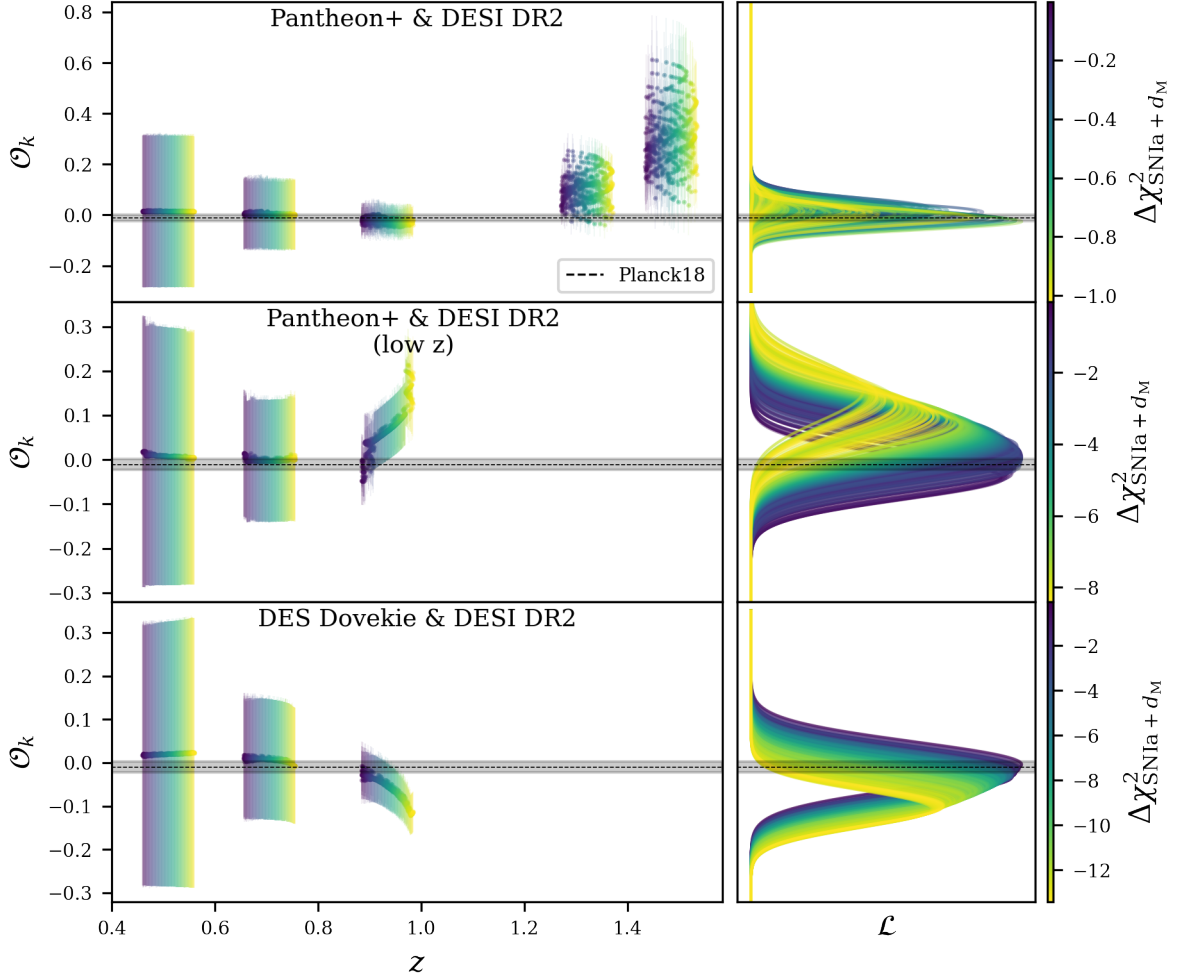 Pantheon+ & DESI DR2
0.8
0.6
0.4
0.2
0.0
−0.2
𝒪k
Planck18
−0.2
−0.4
−0.6
−0.8
−1.0
Δχ²SNIa + dM
Pantheon+ & DESI DR2
(low z)
0.3
0.2
0.1
0.0
−0.1
−0.2
−0.3
𝒪k
−2
−4
−6
−8
Δχ²SNIa + dM
DES Dovekie & DESI DR2
0.3
0.2
0.1
0.0
−0.1
−0.2
−0.3
𝒪k
−2
−4
−6
−8
−10
−12
Δχ²SNIa + dM
0.4 0.6 0.8 1.0 1.2 1.4
z
ℒ